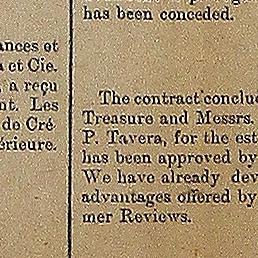 has been conceded.
ances et
et Cie.
a reçu
nt. Les
de Cré
érieure.
The contract conclu
Treasure and Messrs.
P. Tavera, for the est
has been approved by
We have already dev
advantages offered by
mer Reviews.